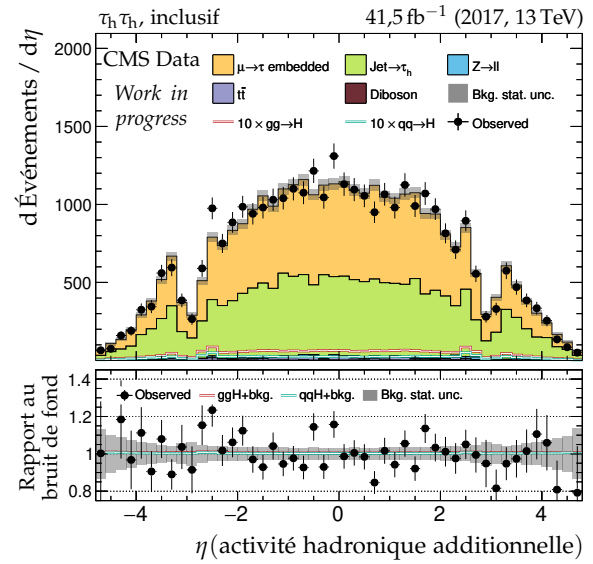 τhτh, inclusif 41,5 fb−1 (2017, 13 TeV)
CMS Data
Work in
progress
μ→τ embedded Jet→τh Z→ll
tt̄ Diboson Bkg. stat. unc.
10 × gg→H 10 × qq→H Observed
d Événements / dη
2000
1500
1000
500
Observed ggH+bkg. qqH+bkg. Bkg. stat. unc.
Rapport au
bruit de fond
1.4
1.2
1.0
0.8
−4 −2 0 2 4
η(activité hadronique additionnelle)